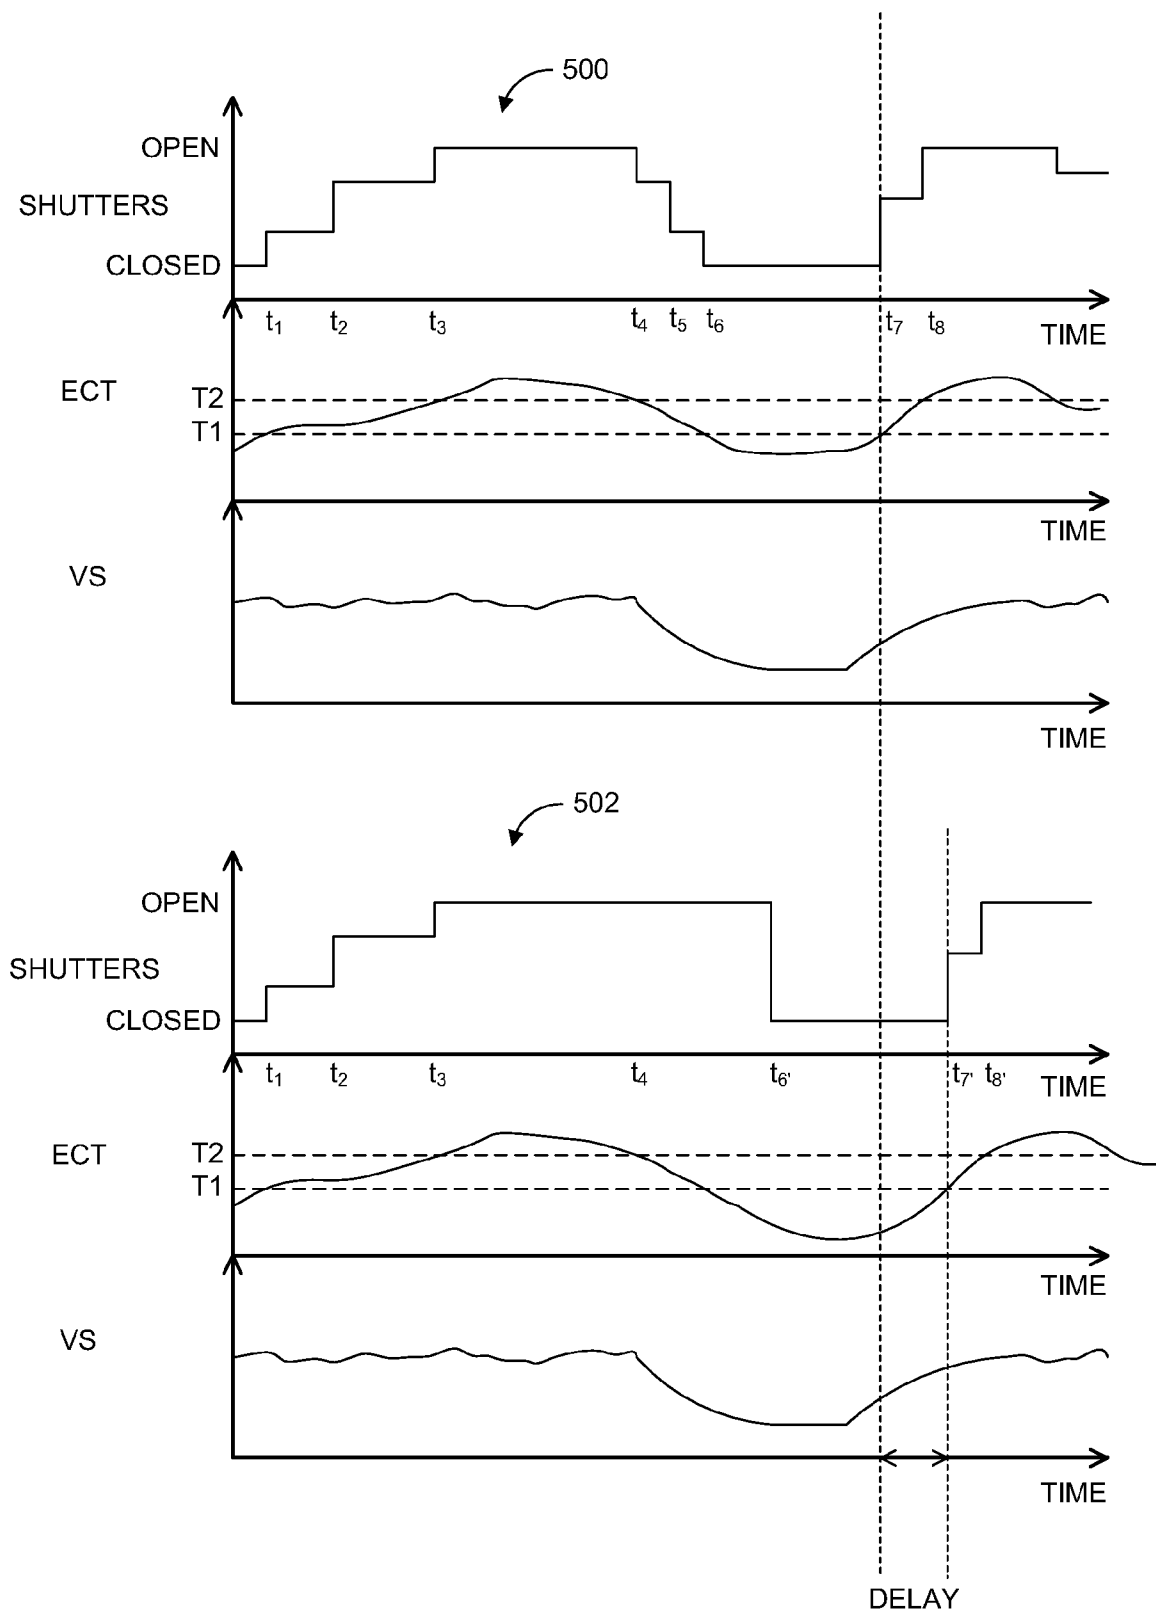 500
OPEN
SHUTTERS
CLOSED
t1 t2 t3 t4 t5 t6 t7 t8
TIME
ECT
T2
T1
TIME
VS
TIME
502
OPEN
SHUTTERS
CLOSED
t1 t2 t3 t4 t6' t7' t8'
TIME
ECT
T2
T1
TIME
VS
TIME
DELAY